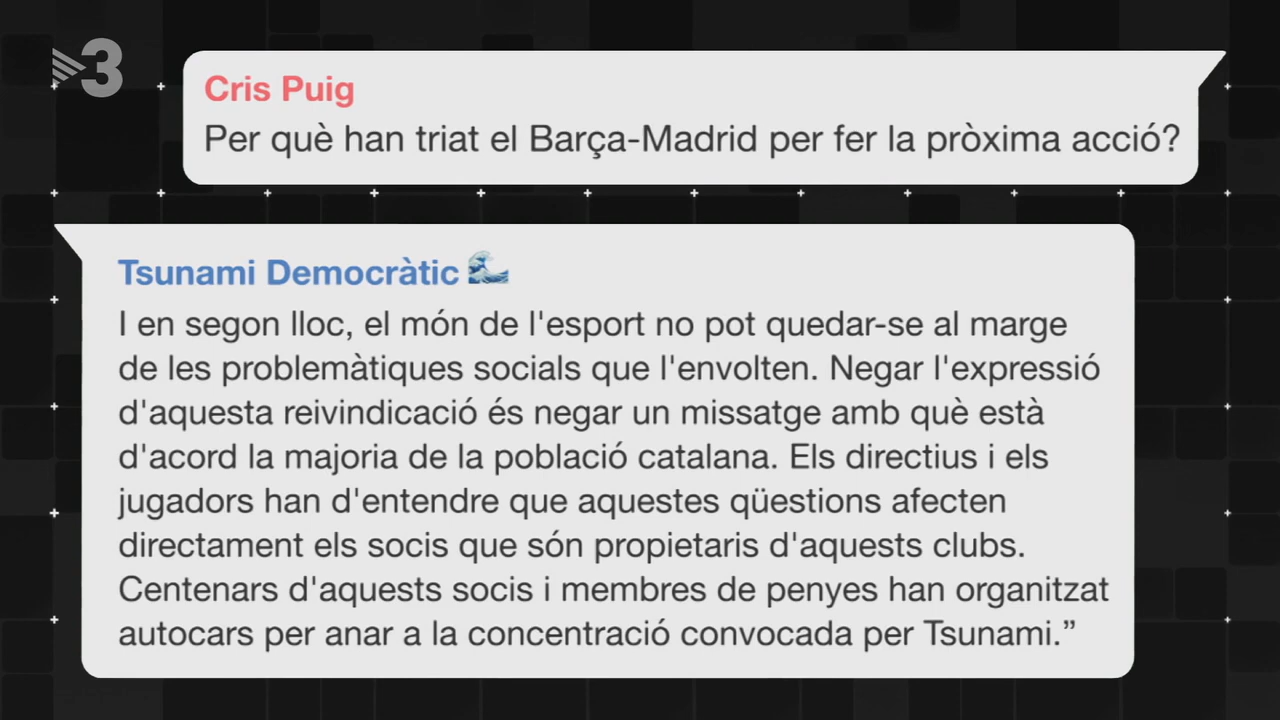 3
Cris Puig
Per què han triat el Barça-Madrid per fer la pròxima acció?
Tsunami Democràtic
I en segon lloc, el món de l'esport no pot quedar-se al marge
de les problemàtiques socials que l'envolten. Negar l'expressió
d'aquesta reivindicació és negar un missatge amb què està
d'acord la majoria de la població catalana. Els directius i els
jugadors han d'entendre que aquestes qüestions afecten
directament els socis que són propietaris d'aquests clubs.
Centenars d'aquests socis i membres de penyes han organitzat
autocars per anar a la concentració convocada per Tsunami.”